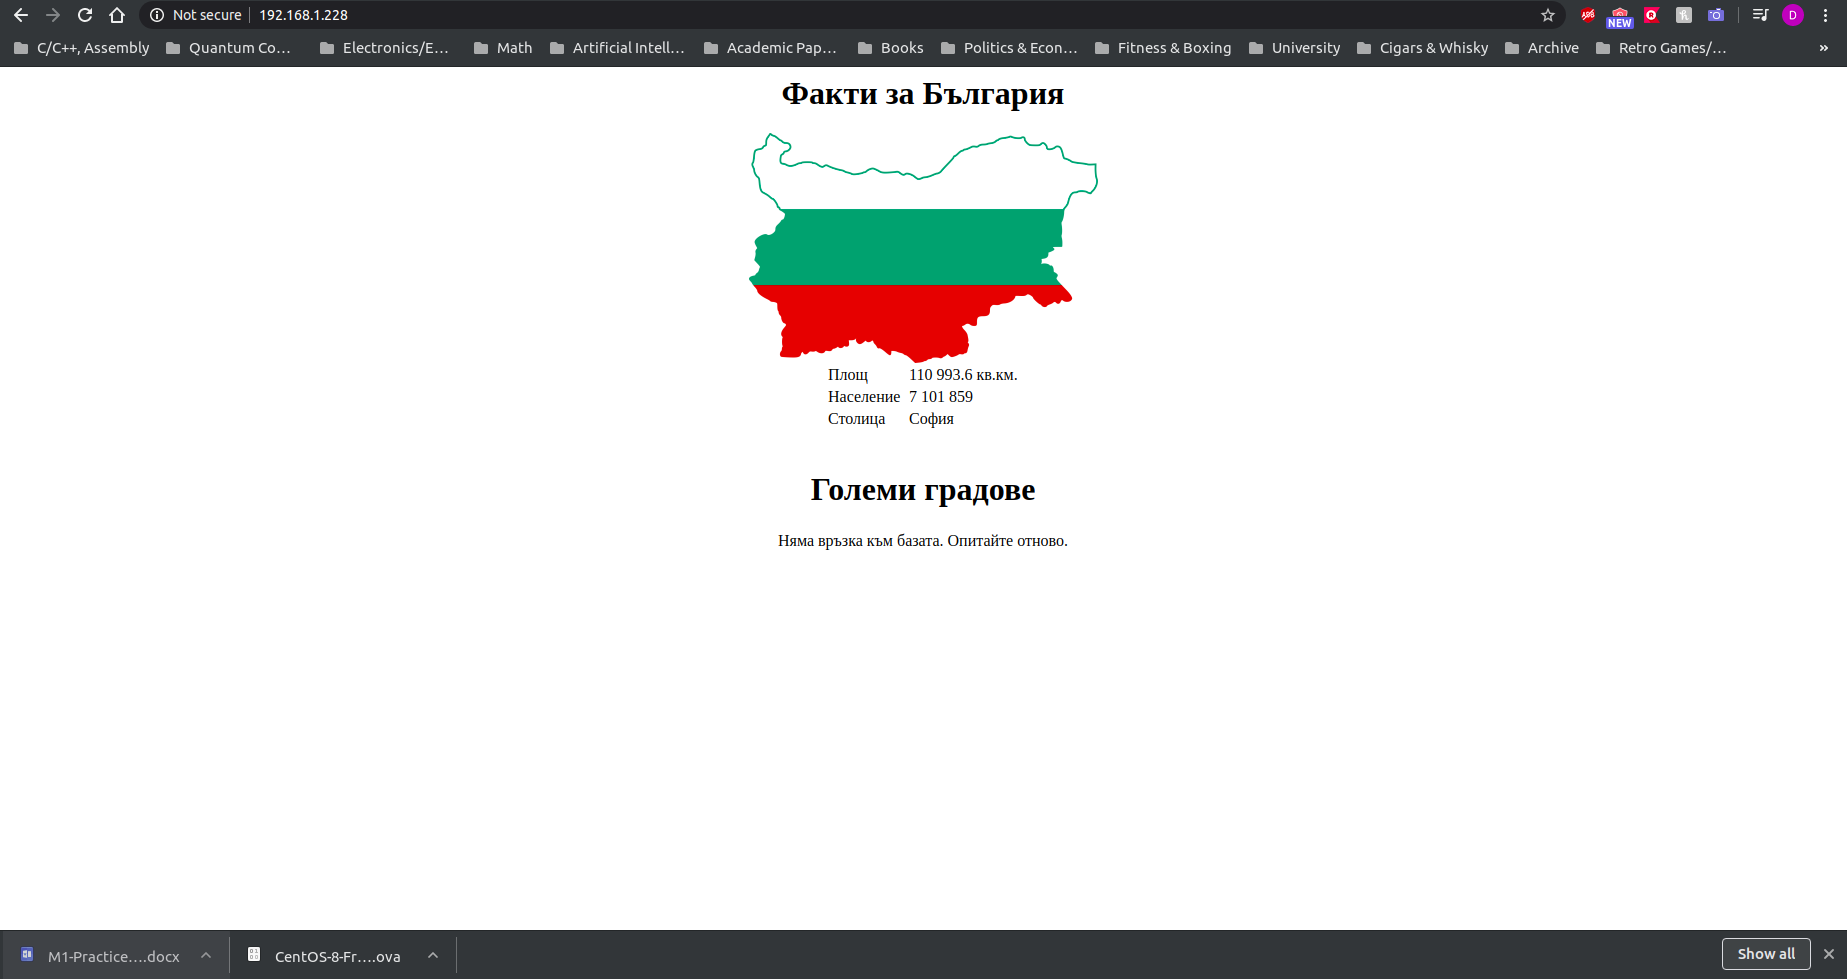 Not secure 192.168.1.228
ABP NEW D
C/C++, Assembly Quantum Co... Electronics/E... Math Artificial Intell... Academic Pap... Books Politics & Econ... Fitness & Boxing University Cigars & Whisky Archive Retro Games/... »
Факти за България
Площ 110 993.6 кв.км.
Население 7 101 859
Столица София
Големи градове
Няма връзка към базата. Опитайте отново.
M1-Practice....docx CentOS-8-Fr....ova Show all